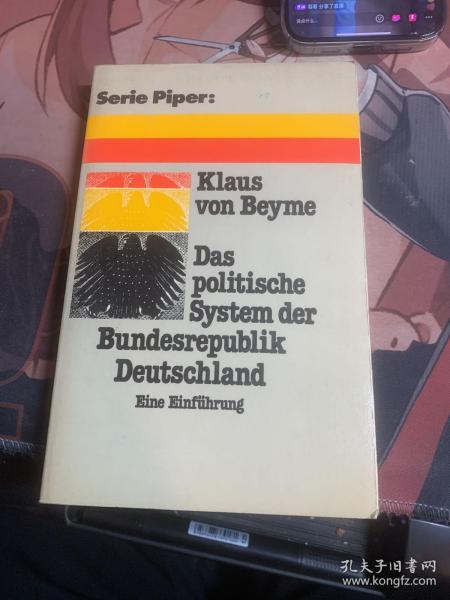 Serie Piper:
Klaus
von Beyme
Das
politische
System der
Bundesrepublik
Deutschland
Eine Einführung
孔夫子旧书网
www.kongfz.com